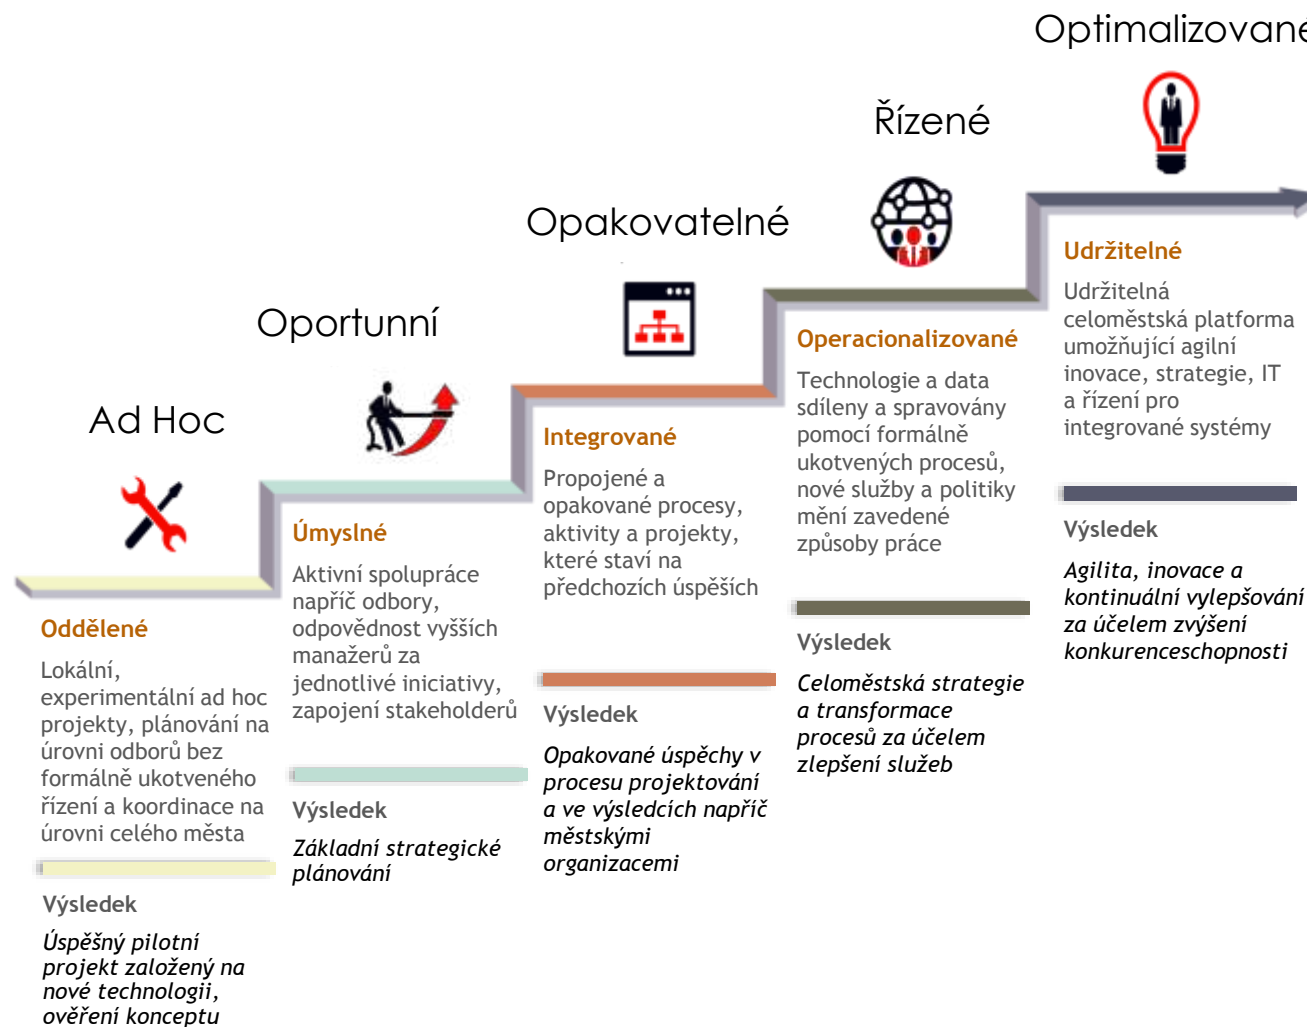 Ad Hoc
Oddělené
Lokální,
experimentální ad hoc
projekty, plánování na
úrovni odborů bez
formálně ukotveného
řízení a koordinace na
úrovni celého města
Výsledek
Úspěšný pilotní
projekt založený na
nové technologii,
ověření konceptu
Oportunní
Úmyslné
Aktivní spolupráce
napříč odbory,
odpovědnost vyšších
manažerů za
jednotlivé iniciativy,
zapojení stakeholderů
Výsledek
Základní strategické
plánování
Opakovatelné
Integrované
Propojené a
opakované procesy,
aktivity a projekty,
které staví na
předchozích úspěších
Výsledek
Opakované úspěchy v
procesu projektování
a ve výsledcích napříč
městskými
organizacemi
Řízené
Operacionalizované
Technologie a data
sdíleny a spravovány
pomocí formálně
ukotvených procesů,
nové služby a politiky
mění zavedené
způsoby práce
Výsledek
Celoměstská strategie
a transformace
procesů za účelem
zlepšení služeb
Optimalizované
Udržitelné
Udržitelná
celoměstská platforma
umožňující agilní
inovace, strategie, IT
a řízení pro
integrované systémy
Výsledek
Agilita, inovace a
kontinuální vylepšování
za účelem zvýšení
konkurenceschopnosti